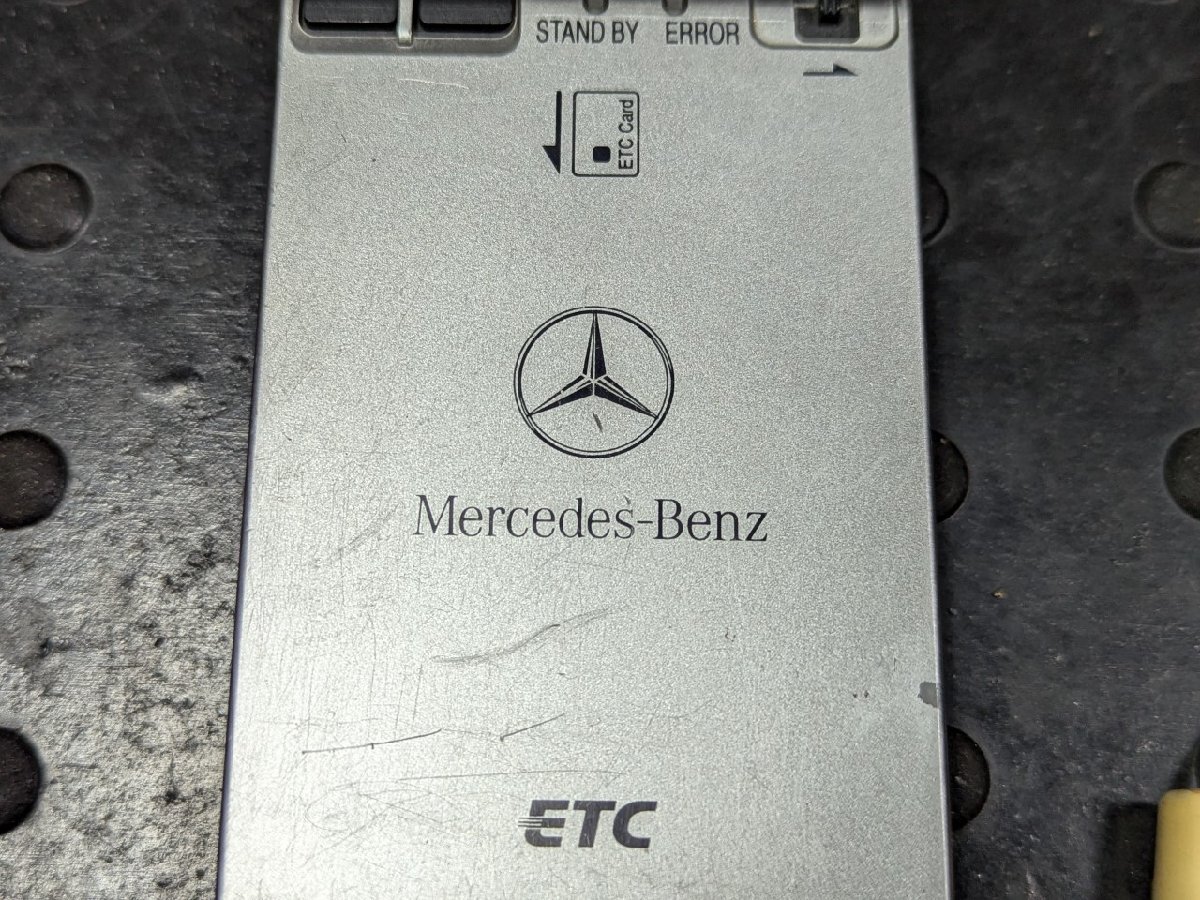 STAND BY ERROR
ETC Card
Mercedes-Benz
ETC